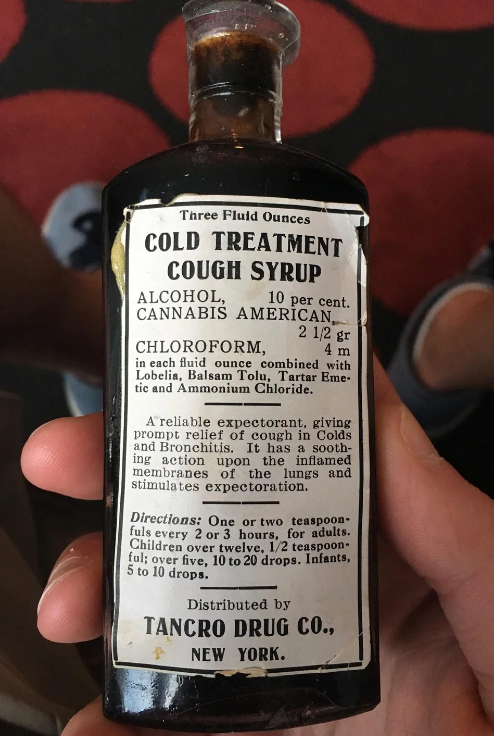 Three Fluid Ounces
COLD TREATMENT
COUGH SYRUP
ALCOHOL, 10 per cent.
CANNABIS AMERICAN,
2 1/2 gr
CHLOROFORM, 4 m
in each fluid ounce combined with
Lobelia, Balsam Tolu, Tartar Eme-
tic and Ammonium Chloride.
A reliable expectorant, giving
prompt relief of cough in Colds
and Bronchitis. It has a sooth-
ing action upon the inflamed
membranes of the lungs and
stimulates expectoration.
Directions: One or two teaspoon-
fuls every 2 or 3 hours, for adults.
Children over twelve, 1/2 teaspoon-
ful; over five, 10 to 20 drops. Infants,
5 to 10 drops.
Distributed by
TANCRO DRUG CO.,
NEW YORK.